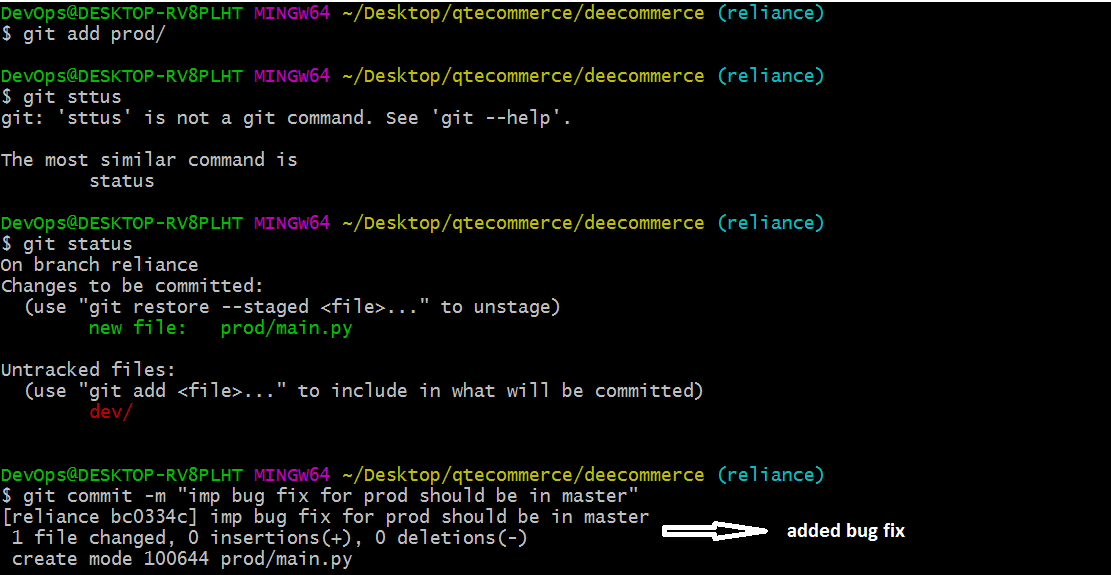 DevOps@DESKTOP-RV8PLHT MINGW64 ~/Desktop/qtecommerce/deecommerce (reliance)
$ git add prod/
DevOps@DESKTOP-RV8PLHT MINGW64 ~/Desktop/qtecommerce/deecommerce (reliance)
$ git sttus
git: 'sttus' is not a git command. See 'git --help'.
The most similar command is
status
DevOps@DESKTOP-RV8PLHT MINGW64 ~/Desktop/qtecommerce/deecommerce (reliance)
$ git status
On branch reliance
Changes to be committed:
(use "git restore --staged <file>..." to unstage)
new file:   prod/main.py
Untracked files:
(use "git add <file>..." to include in what will be committed)
dev/
DevOps@DESKTOP-RV8PLHT MINGW64 ~/Desktop/qtecommerce/deecommerce (reliance)
$ git commit -m "imp bug fix for prod should be in master"
[reliance bc0334c] imp bug fix for prod should be in master
added bug fix
1 file changed, 0 insertions(+), 0 deletions(-)
create mode 100644 prod/main.py